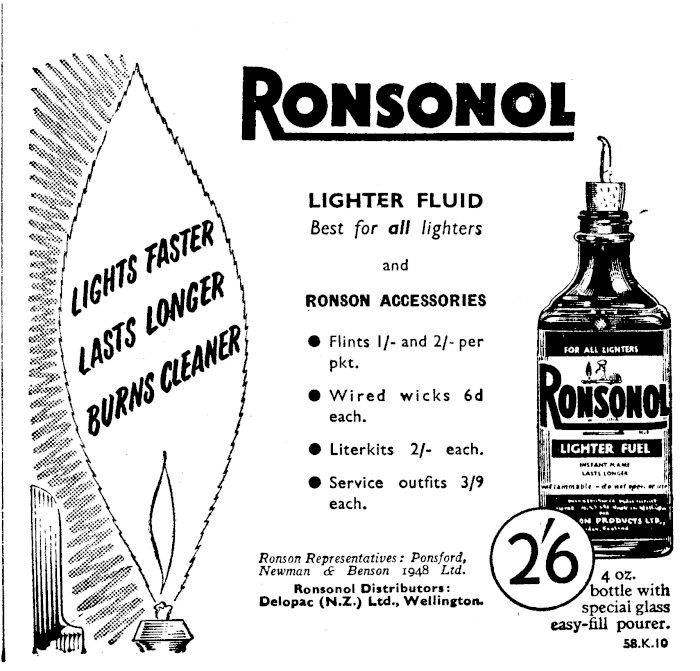 RONSONOL
LIGHTS FASTER
LASTS LONGER
BURNS CLEANER
LIGHTER FLUID
Best for all lighters
and
RONSON ACCESSORIES
● Flints 1/- and 2/- per
pkt.
● Wired wicks 6d
each.
● Literkits 2/- each.
● Service outfits 3/9
each.
Ronson Representatives: Ponsford,
Newman & Benson 1948 Ltd.
Ronsonol Distributors:
Delopac (N.Z.) Ltd., Wellington.
FOR ALL LIGHTERS
RONSONOL
LIGHTER FUEL
INSTANT FLAME
LASTS LONGER
PRODUCTS LTD.,
2/6
4 oz.
bottle with
special glass
easy-fill pourer.
58.K.10